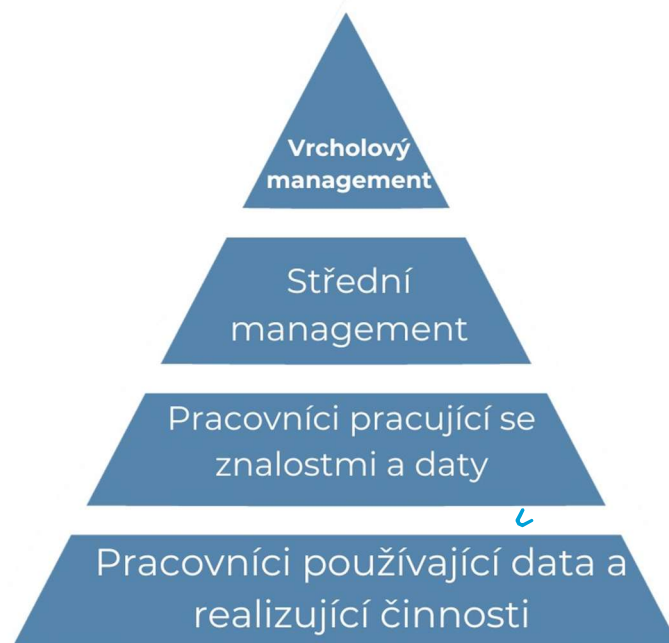 Vrcholový
management
Střední
management
Pracovníci pracující se
znalostmi a daty
Pracovníci používající data a
realizující činnosti